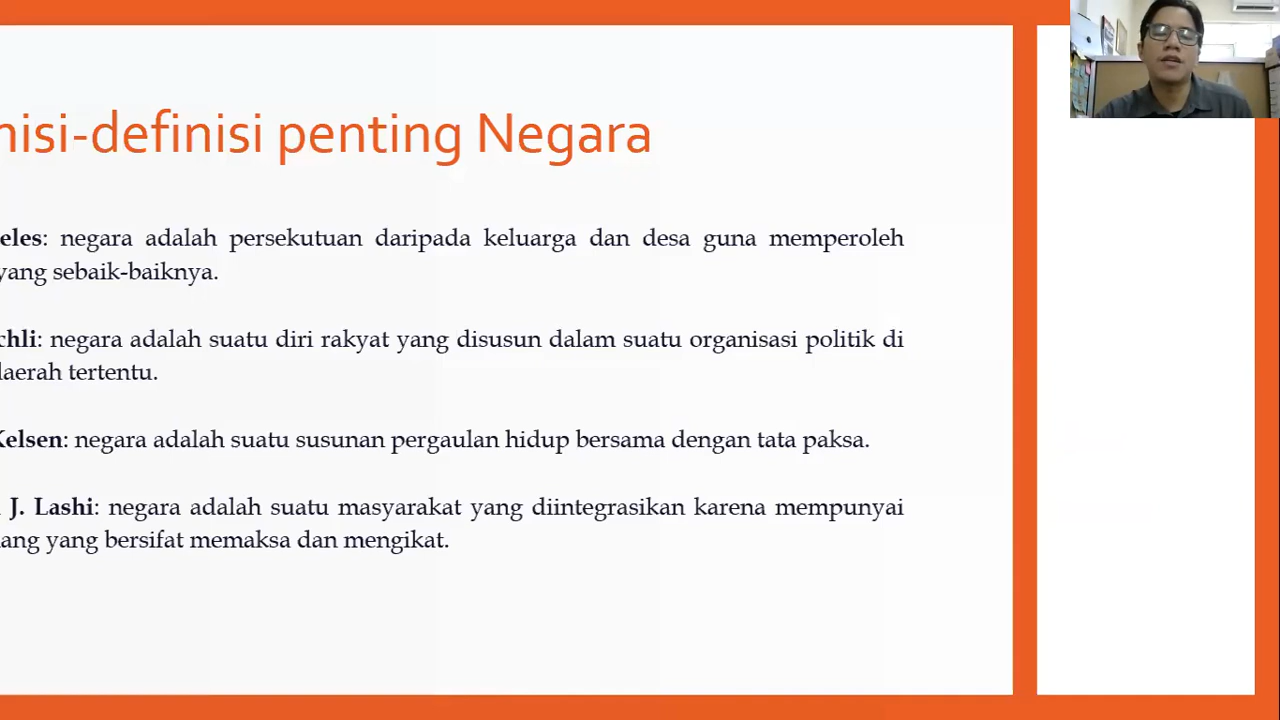 nisi-definisi penting Negara
eles: negara adalah persekutuan daripada keluarga dan desa guna memperoleh
yang sebaik-baiknya.
chli: negara adalah suatu diri rakyat yang disusun dalam suatu organisasi politik di
daerah tertentu.
Kelsen: negara adalah suatu susunan pergaulan hidup bersama dengan tata paksa.
J. Lashi: negara adalah suatu masyarakat yang diintegrasikan karena mempunyai
ang yang bersifat memaksa dan mengikat.